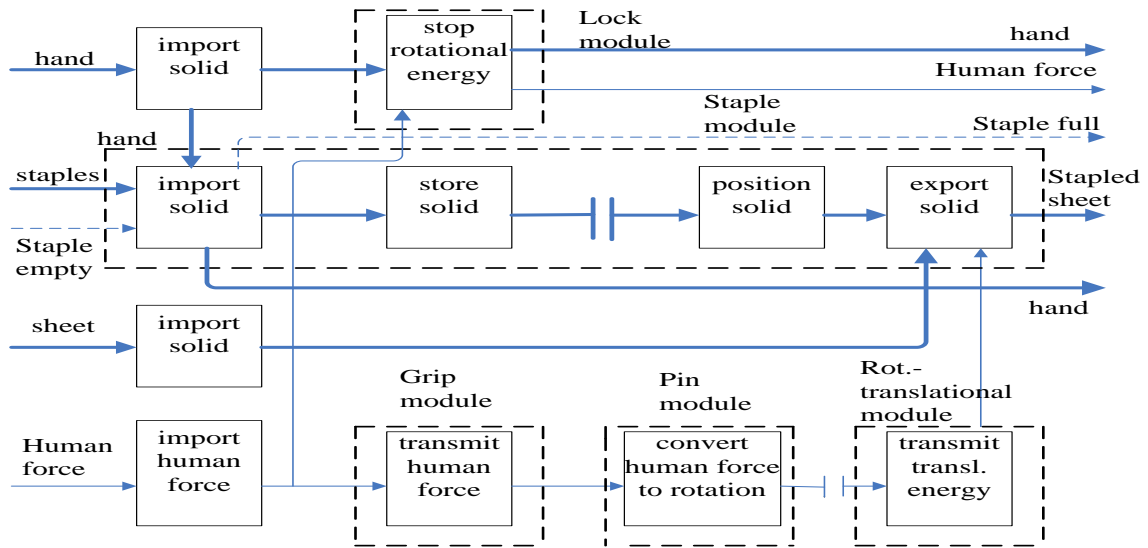 hand
import
solid
stop
rotational
energy
Lock
module
hand
Human force
Staple
module
Staple full
hand
staples
import
solid
store
solid
position
solid
export
solid
Stapled
sheet
Staple
empty
hand
sheet
import
solid
Grip
module
Pin
module
Rot.-
translational
module
Human
force
import
human
force
transmit
human
force
convert
human force
to rotation
transmit
transl.
energy